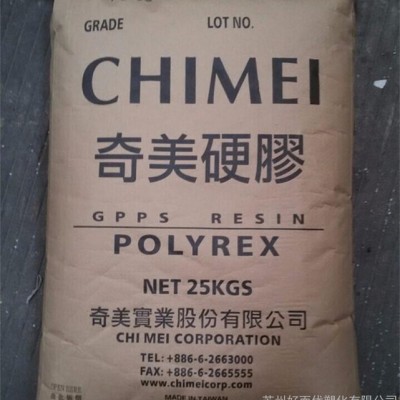 GRADE LOT NO.
CHIMEI
奇美硬膠
GPPS RESIN
POLYREX
NET 25KGS
奇美實業股份有限公司
CHI MEI CORPORATION
TEL: +886-6-2663000
FAX: +886-6-2665555
www.chimeicorp.com
MADE IN TAIWAN